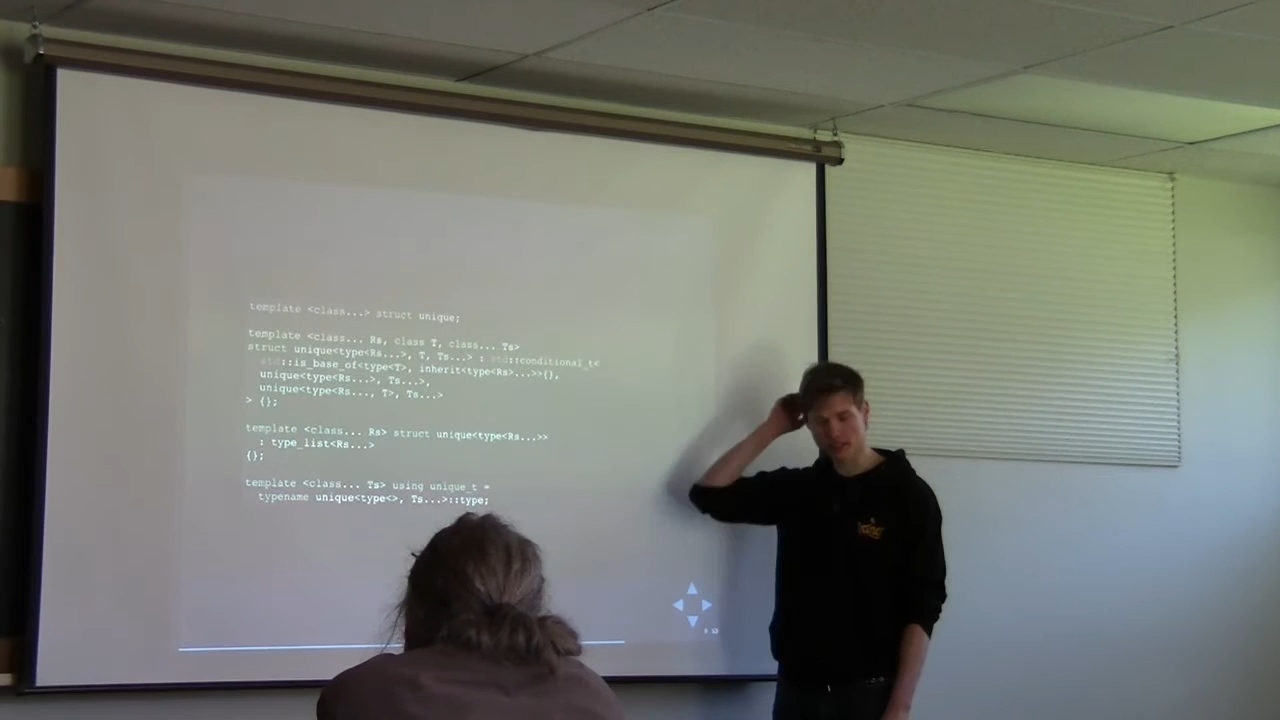 template <class...> struct unique;
template <class... Rs, class T, class... Ts>
struct unique<type<Rs...>, T, Ts...> : std::conditional_t<
std::is_base_of<type<T>, inherit<type<Rs>...>>{},
unique<type<Rs...>, Ts...>,
unique<type<Rs..., T>, Ts...>
> {};
template <class... Rs> struct unique<type<Rs...>>
: type_list<Rs...>
{};
template <class... Ts> using unique_t =
typename unique<type<>, Ts...>::type;